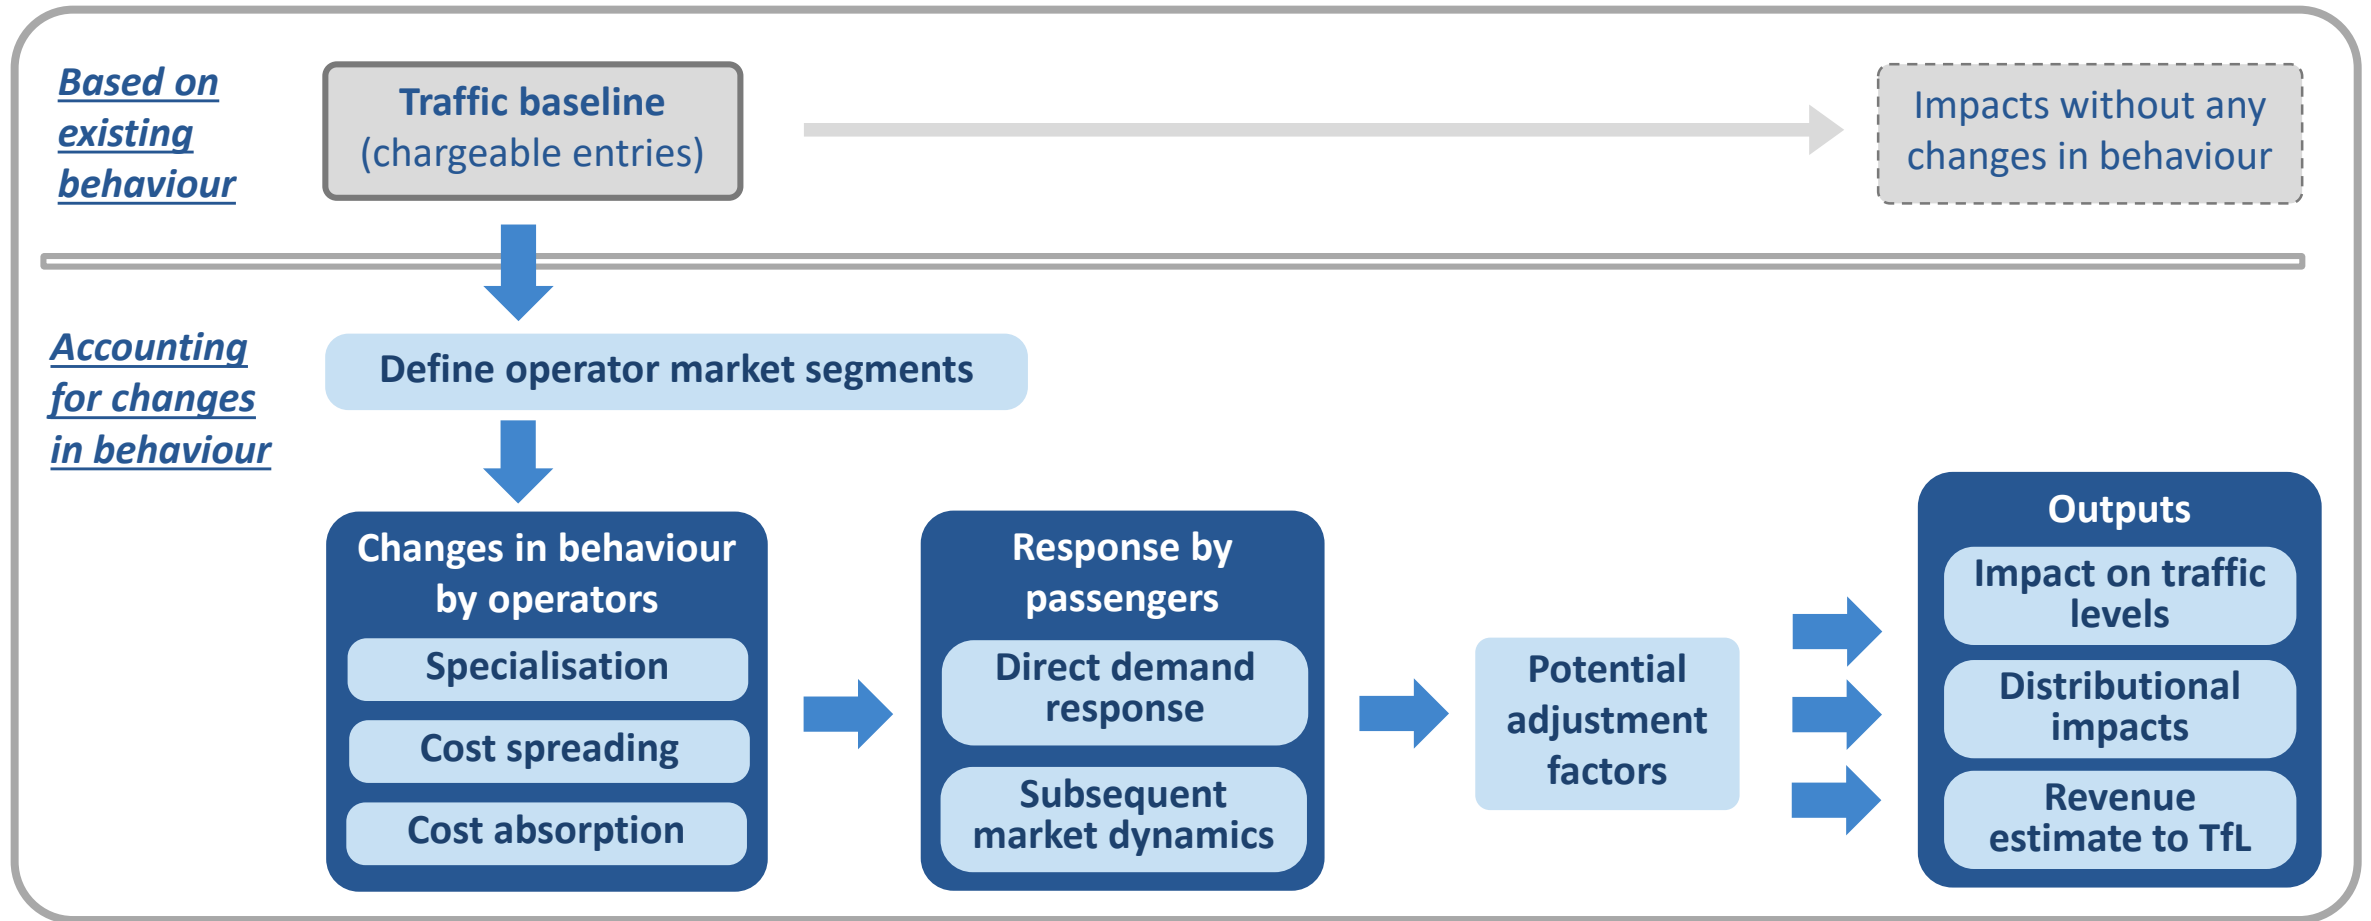 Based on
existing
behaviour
Traffic baseline
(chargeable entries)
Impacts without any
changes in behaviour
Accounting
for changes
in behaviour
Define operator market segments
Changes in behaviour
by operators
Specialisation
Cost spreading
Cost absorption
Response by
passengers
Direct demand
response
Subsequent
market dynamics
Potential
adjustment
factors
Outputs
Impact on traffic
levels
Distributional
impacts
Revenue
estimate to TfL